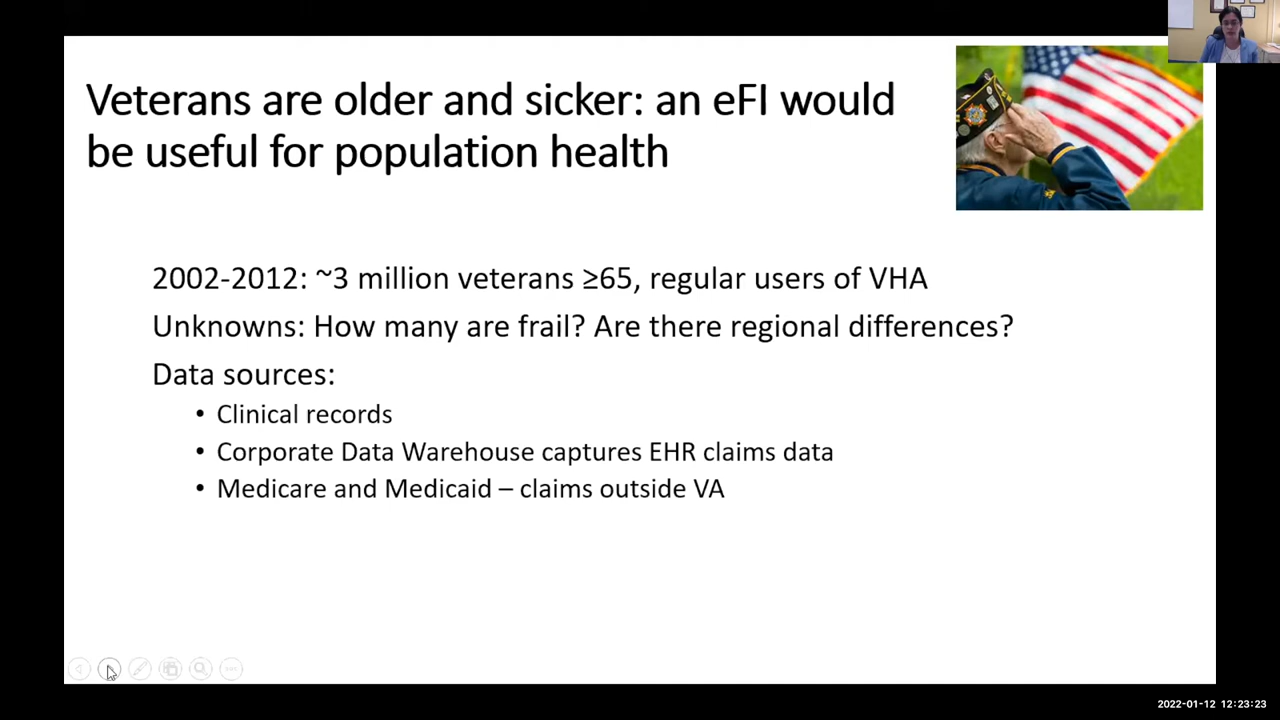 Veterans are older and sicker: an eFI would
be useful for population health
2002-2012: ~3 million veterans ≥65, regular users of VHA
Unknowns: How many are frail? Are there regional differences?
Data sources:
• Clinical records
• Corporate Data Warehouse captures EHR claims data
• Medicare and Medicaid – claims outside VA
2022-01-12 12:23:23